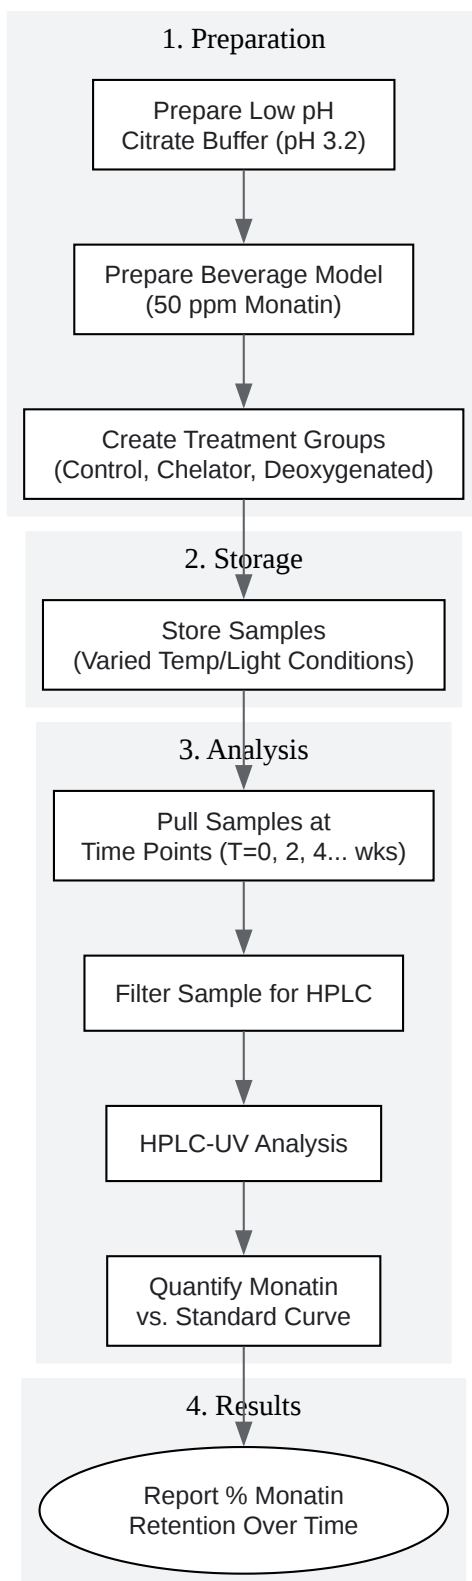 1. Preparation
Prepare Low pH
Citrate Buffer (pH 3.2)
Prepare Beverage Model
(50 ppm Monatin)
Create Treatment Groups
(Control, Chelator, Deoxygenated)
2. Storage
Store Samples
(Varied Temp/Light Conditions)
3. Analysis
Pull Samples at
Time Points (T=0, 2, 4... wks)
Filter Sample for HPLC
HPLC-UV Analysis
Quantify Monatin
vs. Standard Curve
4. Results
Report % Monatin
Retention Over Time